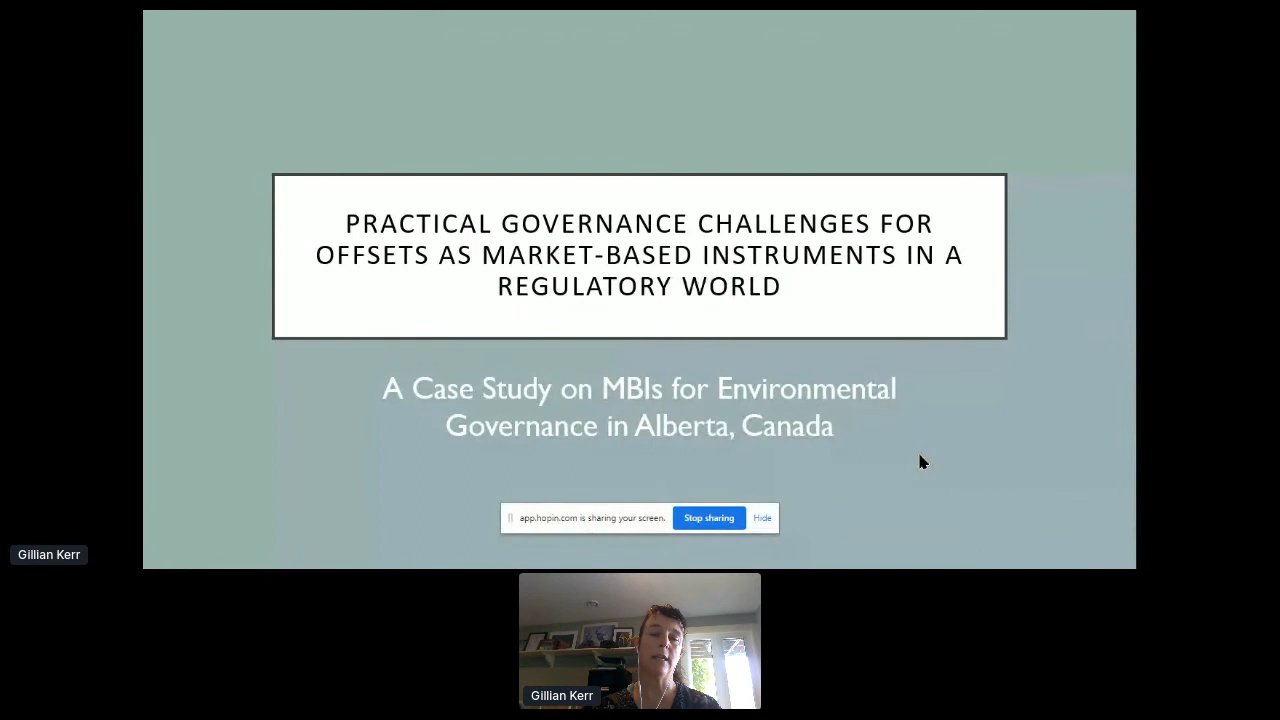 PRACTICAL GOVERNANCE CHALLENGES FOR
OFFSETS AS MARKET-BASED INSTRUMENTS IN A
REGULATORY WORLD
A Case Study on MBIs for Environmental
Governance in Alberta, Canada
app.hopin.com is sharing your screen.
Stop sharing
Hide
Gillian Kerr
Gillian Kerr